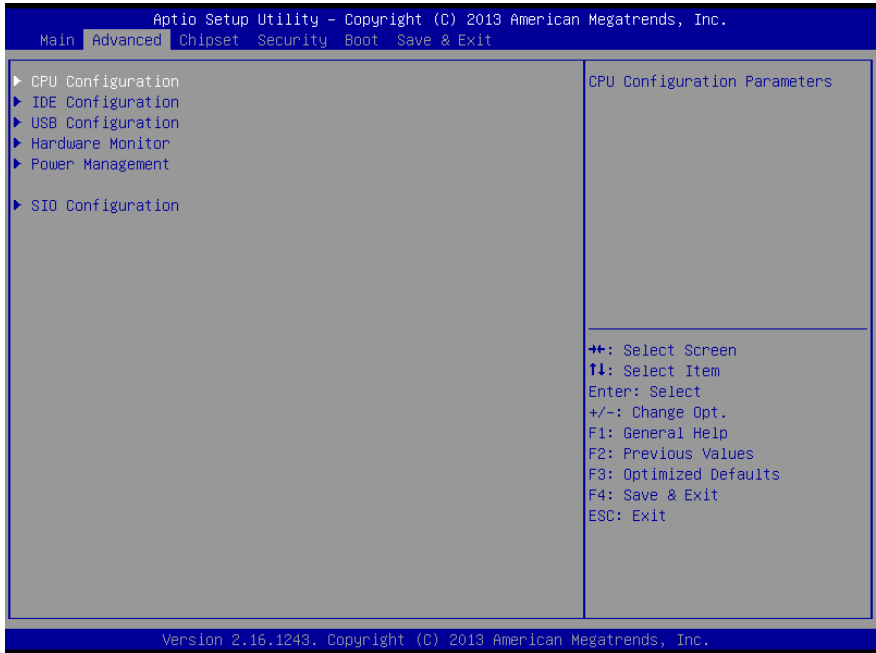 Aptio Setup Utility – Copyright (C) 2013 American Megatrends, Inc.
Main Advanced Chipset Security Boot Save & Exit
▶ CPU Configuration
▶ IDE Configuration
▶ USB Configuration
▶ Hardware Monitor
▶ Power Management
▶ SIO Configuration
CPU Configuration Parameters
→←: Select Screen
↑↓: Select Item
Enter: Select
+/-: Change Opt.
F1: General Help
F2: Previous Values
F3: Optimized Defaults
F4: Save & Exit
ESC: Exit
Version 2.16.1243. Copyright (C) 2013 American Megatrends, Inc.